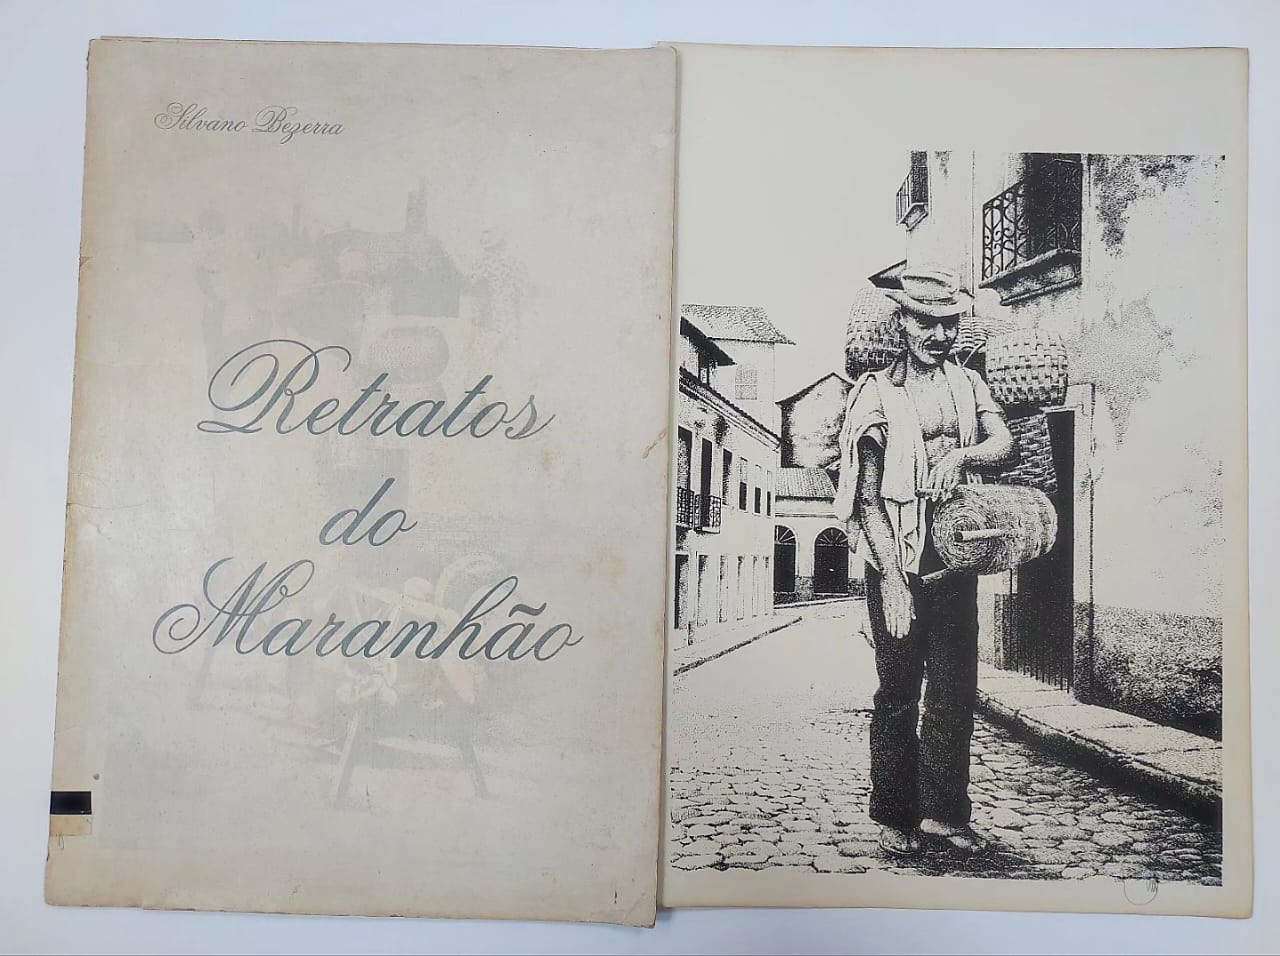 Silvano Bezerra
Retratos
do
Maranhão